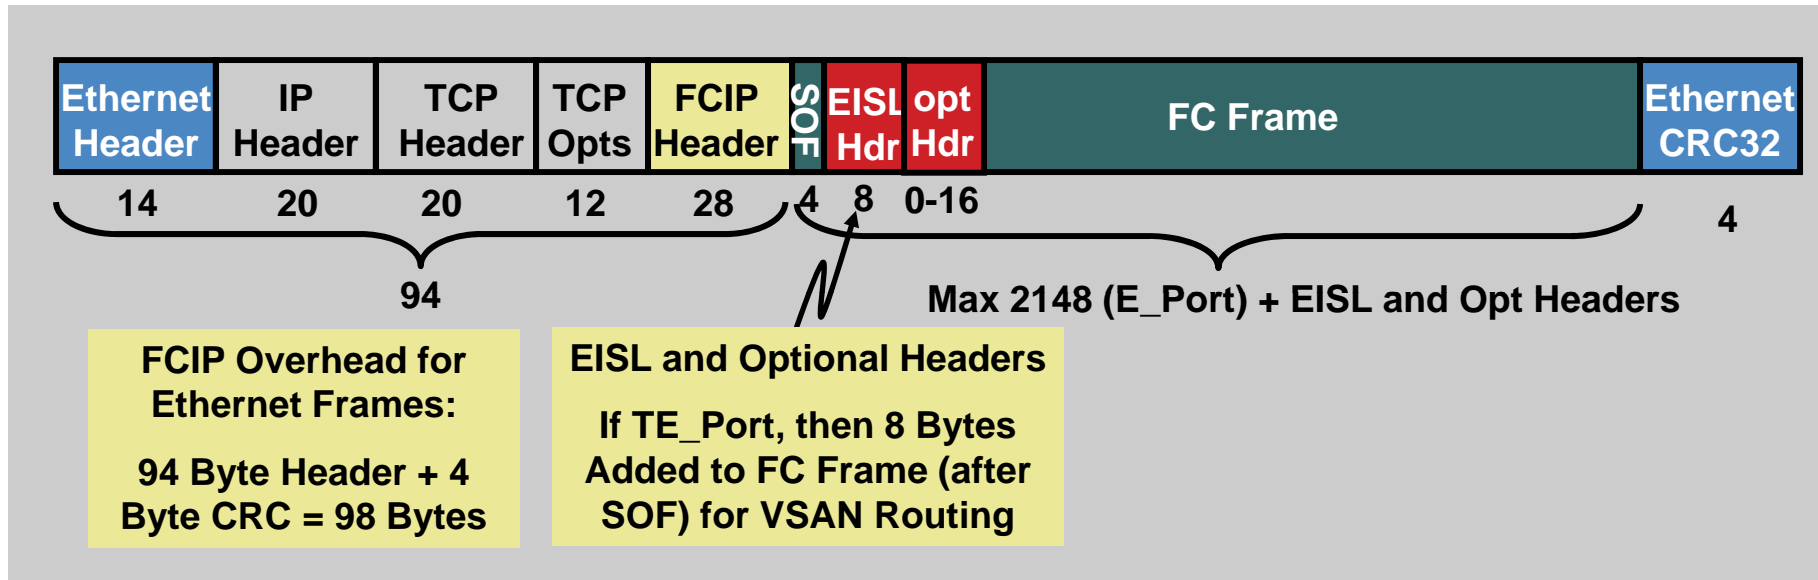 Ethernet Header
IP Header
TCP Header
TCP Opts
FCIP Header
SOF
EISL Hdr
opt Hdr
FC Frame
Ethernet CRC32
14
20
20
12
28
4
8
0-16
4
94
Max 2148 (E_Port) + EISL and Opt Headers
FCIP Overhead for
Ethernet Frames:
94 Byte Header + 4
Byte CRC = 98 Bytes
EISL and Optional Headers
If TE_Port, then 8 Bytes
Added to FC Frame (after
SOF) for VSAN Routing